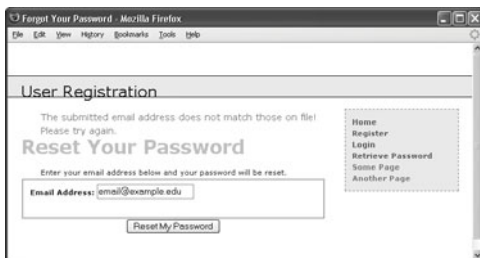 Forgot Your Password - Mozilla Firefox
File Edit View History Bookmarks Tools Help
User Registration
The submitted email address does not match those on file!
Please try again.
Reset Your Password
Enter your email address below and your password will be reset.
Email Address: email@example.edu
Reset My Password
Home
Register
Login
Retrieve Password
Some Page
Another Page